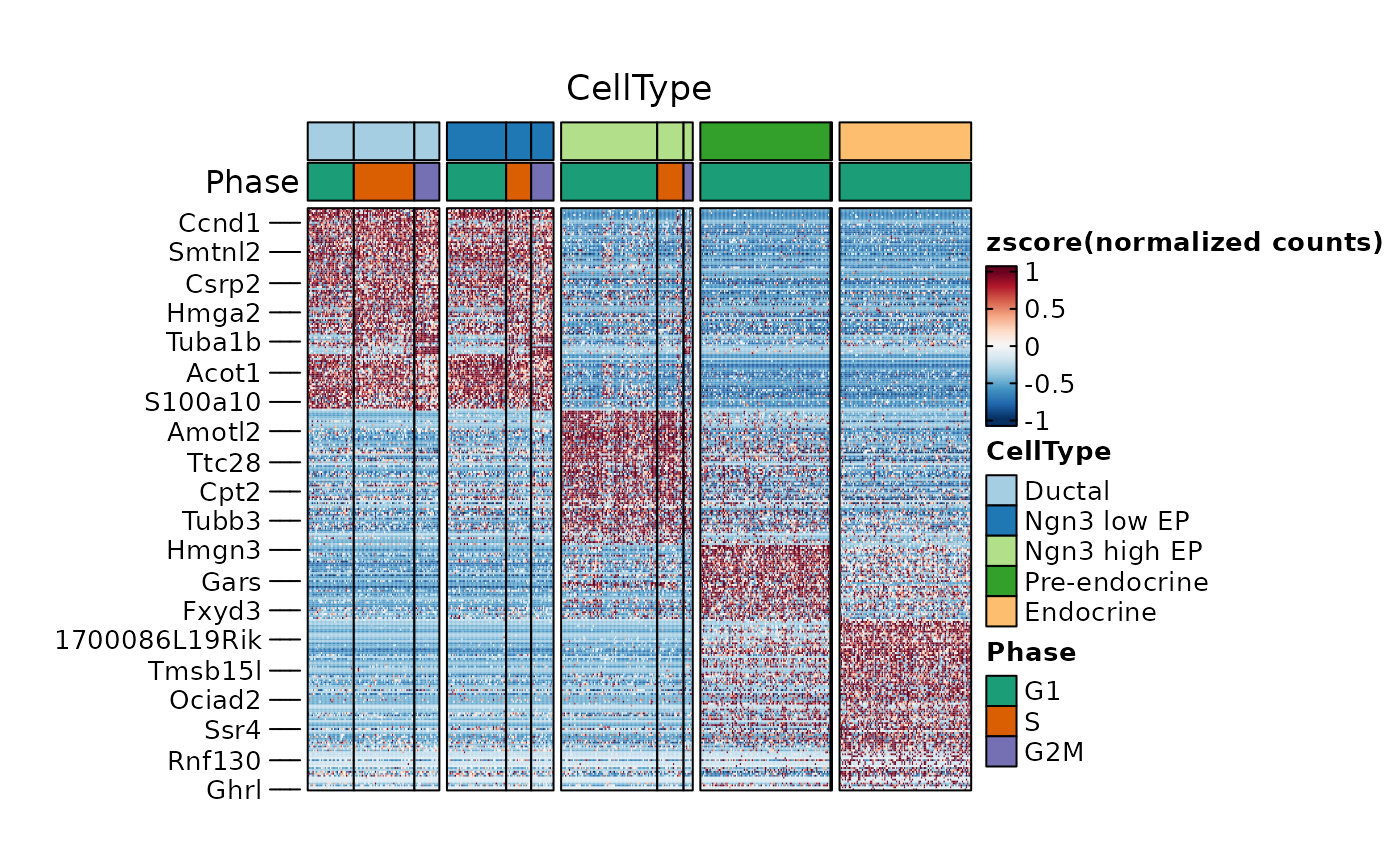 CellType
Phase
Ccnd1
Smtnl2
Csrp2
Hmga2
Tuba1b
Acot1
S100a10
Amotl2
Ttc28
Cpt2
Tubb3
Hmgn3
Gars
Fxyd3
1700086L19Rik
Tmsb15l
Ociad2
Ssr4
Rnf130
Ghrl
zscore(normalized counts)
1
0.5
0
-0.5
-1
CellType
Ductal
Ngn3 low EP
Ngn3 high EP
Pre-endocrine
Endocrine
Phase
G1
S
G2M